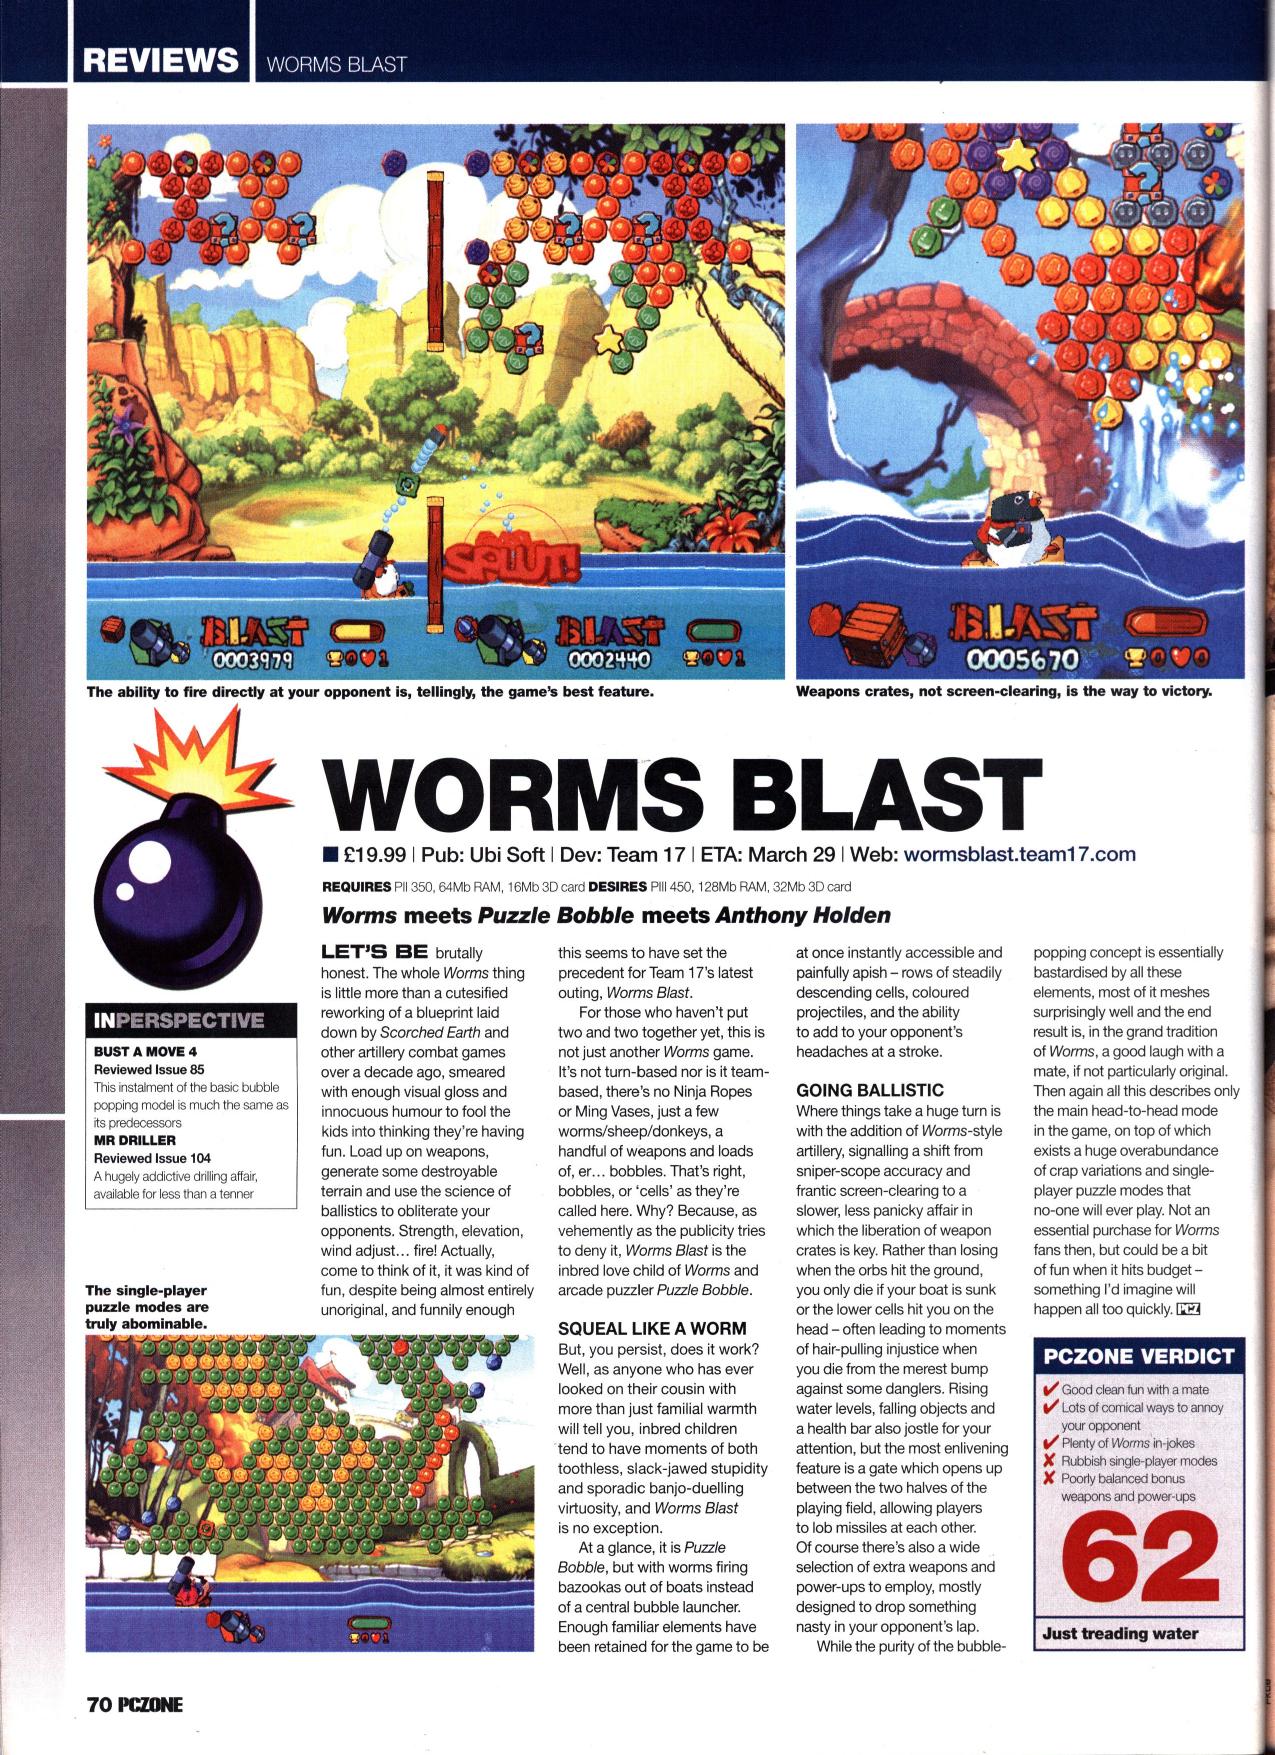 REVIEWS
WORMS BLAST
SPLUT!
BLAST
0003979
0
1
BLAST
0002440
0
1
BLAST
0005670
0
0
The ability to fire directly at your opponent is, tellingly, the game's best feature.
Weapons crates, not screen-clearing, is the way to victory.
WORMS BLAST
£19.99 | Pub: Ubi Soft | Dev: Team 17 | ETA: March 29 | Web: wormsblast.team17.com
REQUIRES PII 350, 64Mb RAM, 16Mb 3D card DESIRES PIII 450, 128Mb RAM, 32Mb 3D card
Worms meets Puzzle Bobble meets Anthony Holden
INPERSPECTIVE
BUST A MOVE 4
Reviewed Issue 85
This instalment of the basic bubble
popping model is much the same as
its predecessors
MR DRILLER
Reviewed Issue 104
A hugely addictive drilling affair,
available for less than a tenner
The single-player
puzzle modes are
truly abominable.
LET'S BE brutally
honest. The whole Worms thing
is little more than a cutesified
reworking of a blueprint laid
down by Scorched Earth and
other artillery combat games
over a decade ago, smeared
with enough visual gloss and
innocuous humour to fool the
kids into thinking they're having
fun. Load up on weapons,
generate some destroyable
terrain and use the science of
ballistics to obliterate your
opponents. Strength, elevation,
wind adjust... fire! Actually,
come to think of it, it was kind of
fun, despite being almost entirely
unoriginal, and funnily enough
this seems to have set the
precedent for Team 17's latest
outing, Worms Blast.
For those who haven't put
two and two together yet, this is
not just another Worms game.
It's not turn-based nor is it team-
based, there's no Ninja Ropes
or Ming Vases, just a few
worms/sheep/donkeys, a
handful of weapons and loads
of, er... bobbles. That's right,
bobbles, or 'cells' as they're
called here. Why? Because, as
vehemently as the publicity tries
to deny it, Worms Blast is the
inbred love child of Worms and
arcade puzzler Puzzle Bobble.
SQUEAL LIKE A WORM
But, you persist, does it work?
Well, as anyone who has ever
looked on their cousin with
more than just familial warmth
will tell you, inbred children
tend to have moments of both
toothless, slack-jawed stupidity
and sporadic banjo-duelling
virtuosity, and Worms Blast
is no exception.
At a glance, it is Puzzle
Bobble, but with worms firing
bazookas out of boats instead
of a central bubble launcher.
Enough familiar elements have
been retained for the game to be
at once instantly accessible and
painfully apish – rows of steadily
descending cells, coloured
projectiles, and the ability
to add to your opponent's
headaches at a stroke.
GOING BALLISTIC
Where things take a huge turn is
with the addition of Worms-style
artillery, signalling a shift from
sniper-scope accuracy and
frantic screen-clearing to a
slower, less panicky affair in
which the liberation of weapon
crates is key. Rather than losing
when the orbs hit the ground,
you only die if your boat is sunk
or the lower cells hit you on the
head – often leading to moments
of hair-pulling injustice when
you die from the merest bump
against some danglers. Rising
water levels, falling objects and
a health bar also jostle for your
attention, but the most enlivening
feature is a gate which opens up
between the two halves of the
playing field, allowing players
to lob missiles at each other.
Of course there's also a wide
selection of extra weapons and
power-ups to employ, mostly
designed to drop something
nasty in your opponent's lap.
While the purity of the bubble-
popping concept is essentially
bastardised by all these
elements, most of it meshes
surprisingly well and the end
result is, in the grand tradition
of Worms, a good laugh with a
mate, if not particularly original.
Then again all this describes only
the main head-to-head mode
in the game, on top of which
exists a huge overabundance
of crap variations and single-
player puzzle modes that
no-one will ever play. Not an
essential purchase for Worms
fans then, but could be a bit
of fun when it hits budget –
something I'd imagine will
happen all too quickly. PCZ
PCZONE VERDICT
✓ Good clean fun with a mate
✓ Lots of comical ways to annoy
your opponent
✓ Plenty of Worms in-jokes
✗ Rubbish single-player modes
✗ Poorly balanced bonus
weapons and power-ups
62
Just treading water
70 PCZONE